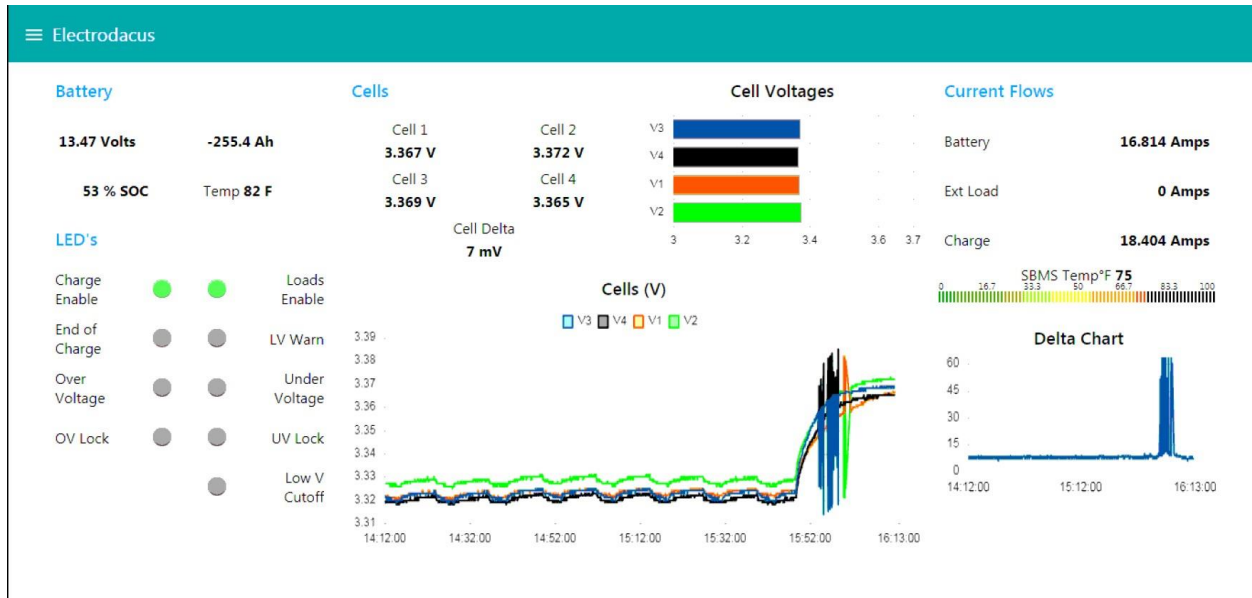 Electrodacus
Battery
13.47 Volts
-255.4 Ah
53 % SOC
Temp 82 F
LED's
Charge Enable
Loads Enable
End of Charge
LV Warn
Over Voltage
Under Voltage
OV Lock
UV Lock
Low V Cutoff
Cells
Cell 1
Cell 2
3.367 V
3.372 V
Cell 3
Cell 4
3.369 V
3.365 V
Cell Delta
7 mV
Cell Voltages
V3
V4
V1
V2
3 3.2 3.4 3.6 3.7
Cells (V)
V3 V4 V1 V2
3.39
3.38
3.37
3.36
3.35
3.34
3.33
3.32
3.31
14:12:00 14:32:00 14:52:00 15:12:00 15:32:00 15:52:00 16:13:00
Current Flows
Battery
16.814 Amps
Ext Load
0 Amps
Charge
18.404 Amps
SBMS Temp°F 75
0 16.7 33.3 50 66.7 83.3 100
Delta Chart
60
45
30
15
0
14:12:00 15:12:00 16:13:00